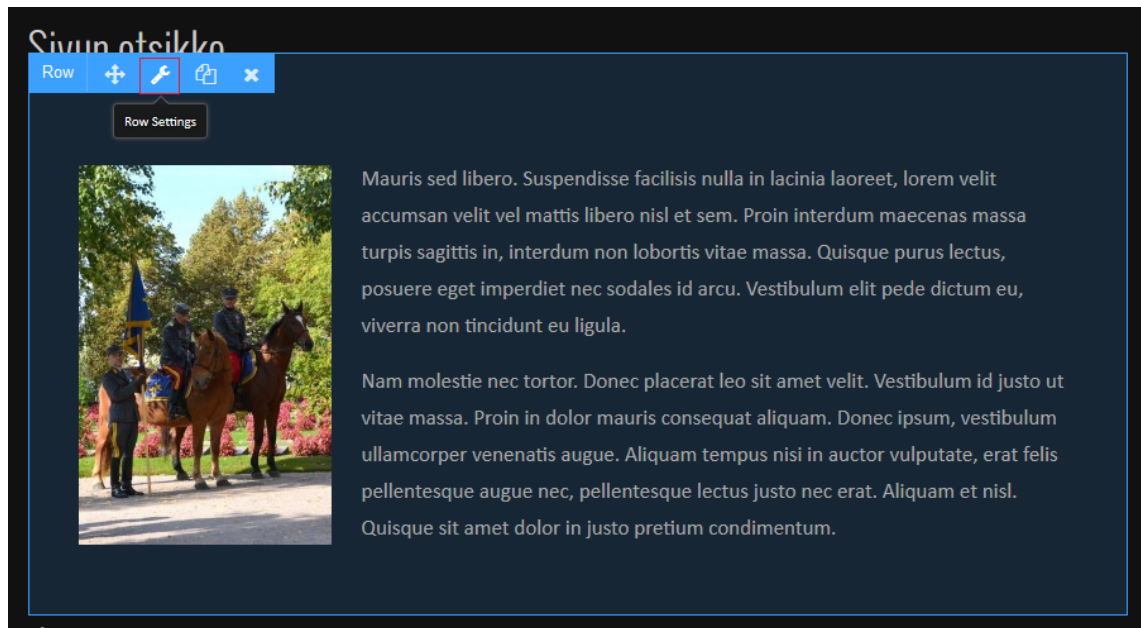 Sivun otsikko
Row
Row Settings
Mauris sed libero. Suspendisse facilisis nulla in lacinia laoreet, lorem velit
accumsan velit vel mattis libero nisl et sem. Proin interdum maecenas massa
turpis sagittis in, interdum non lobortis vitae massa. Quisque purus lectus,
posuere eget imperdiet nec sodales id arcu. Vestibulum elit pede dictum eu,
viverra non tincidunt eu ligula.
Nam molestie nec tortor. Donec placerat leo sit amet velit. Vestibulum id justo ut
vitae massa. Proin in dolor mauris consequat aliquam. Donec ipsum, vestibulum
ullamcorper venenatis augue. Aliquam tempus nisi in auctor vulputate, erat felis
pellentesque augue nec, pellentesque lectus justo nec erat. Aliquam et nisl.
Quisque sit amet dolor in justo pretium condimentum.